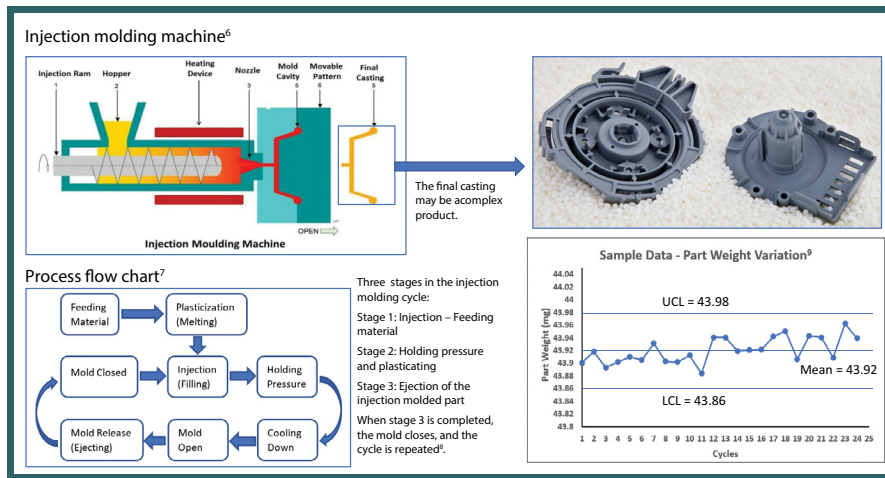 Injection molding machine⁶
Injection Ram
1
Hopper
2
Heating
Device
Nozzle
3
Mold
Cavity
5
Movable
Pattern
6
Final
Casting
5
OPEN
Injection Moulding Machine
The final casting
may be acomplex
product.
Process flow chart⁷
Feeding
Material
Plasticization
(Melting)
Mold Closed
Injection
(Filling)
Holding
Pressure
Mold Release
(Ejecting)
Mold
Open
Cooling
Down
Three stages in the injection
molding cycle:
Stage 1: Injection – Feeding
material
Stage 2: Holding pressure
and plasticating
Stage 3: Ejection of the
injection molded part
When stage 3 is completed,
the mold closes, and the
cycle is repeated⁸.
Sample Data - Part Weight Variation⁹
Part Weight (mg)
44.04
44.02
44
43.98
43.96
43.94
43.92
43.9
43.88
43.86
43.84
43.82
43.8
UCL = 43.98
Mean = 43.92
LCL = 43.86
1 2 3 4 5 6 7 8 9 10 11 12 13 14 15 16 17 18 19 20 21 22 23 24 25
Cycles